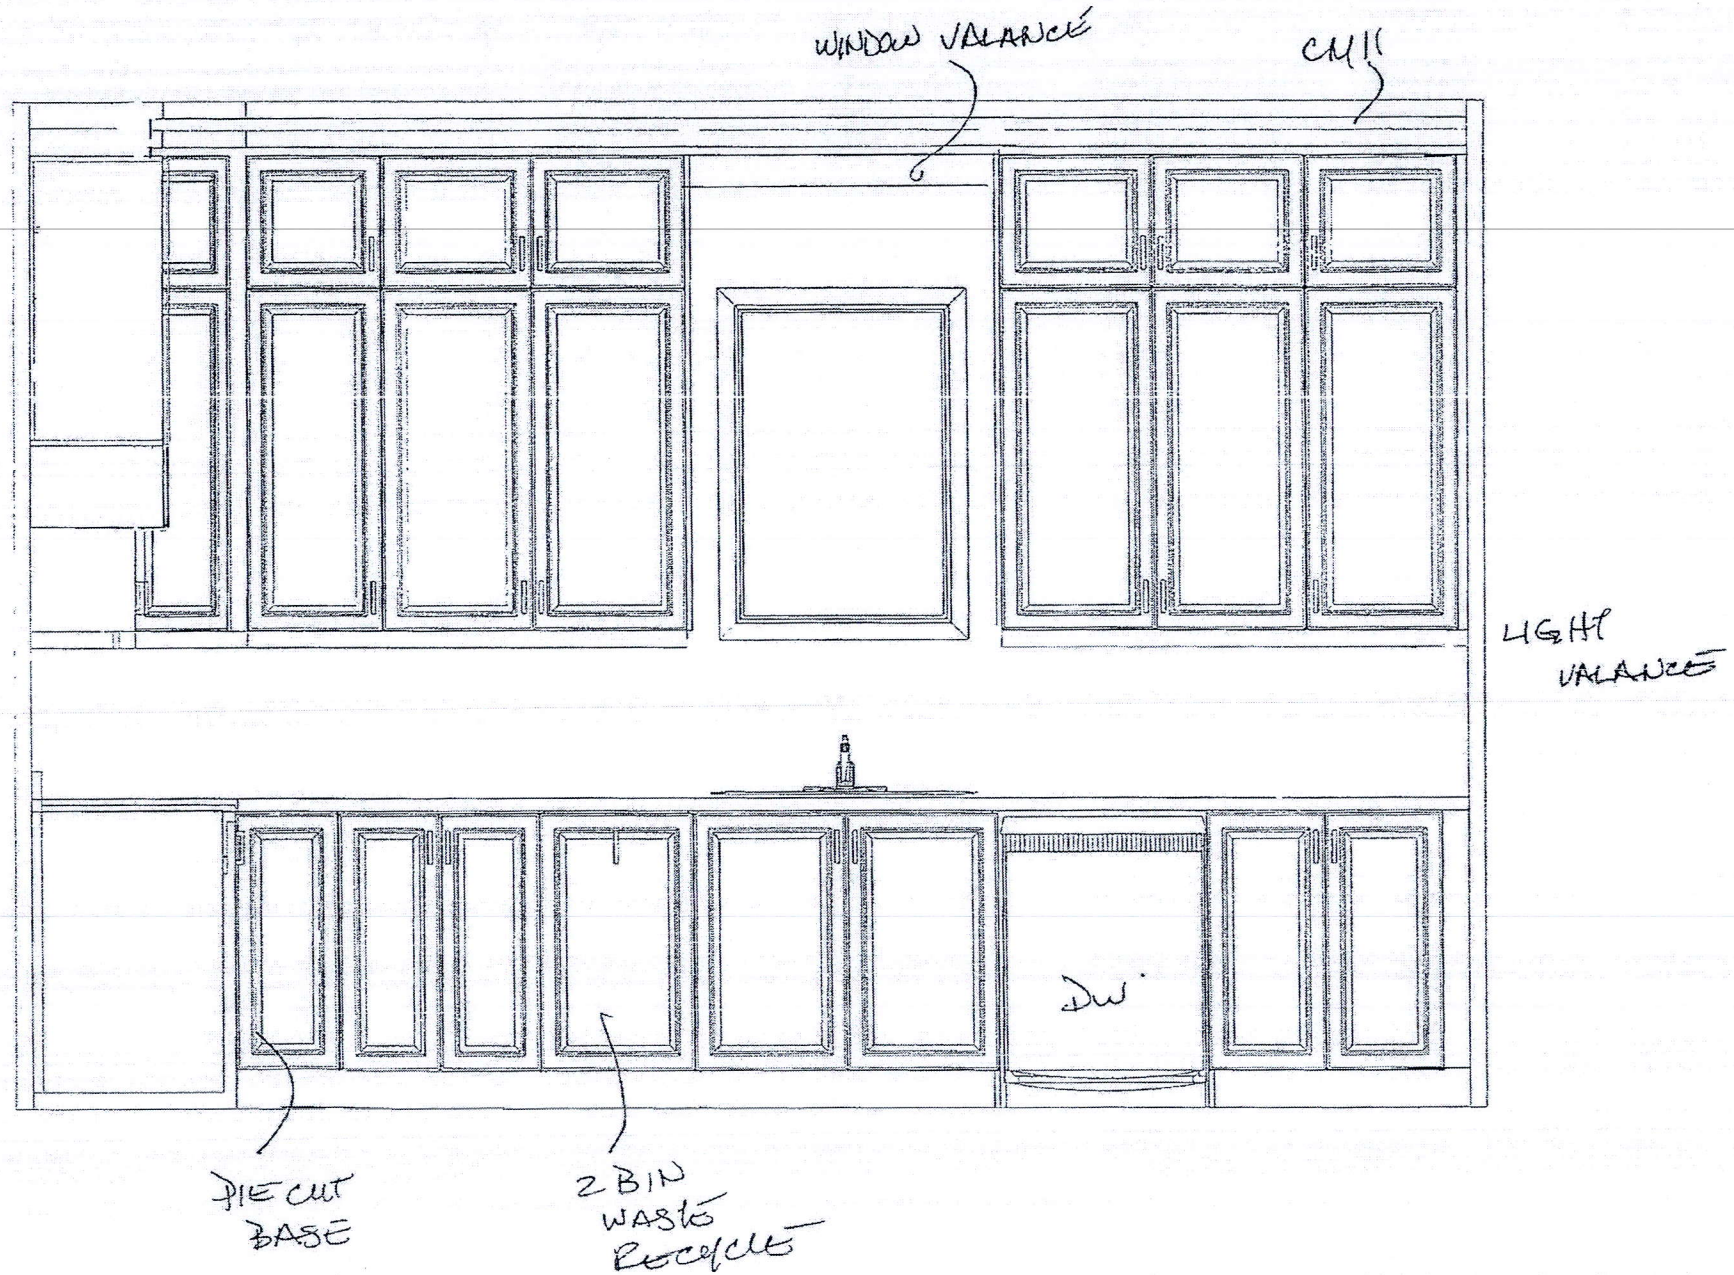 WINDOW VALANCE
CM11
LIGHT
VALANCE
DW.
PIE CUT
BASE
2 BIN
WASTE
RECYCLE